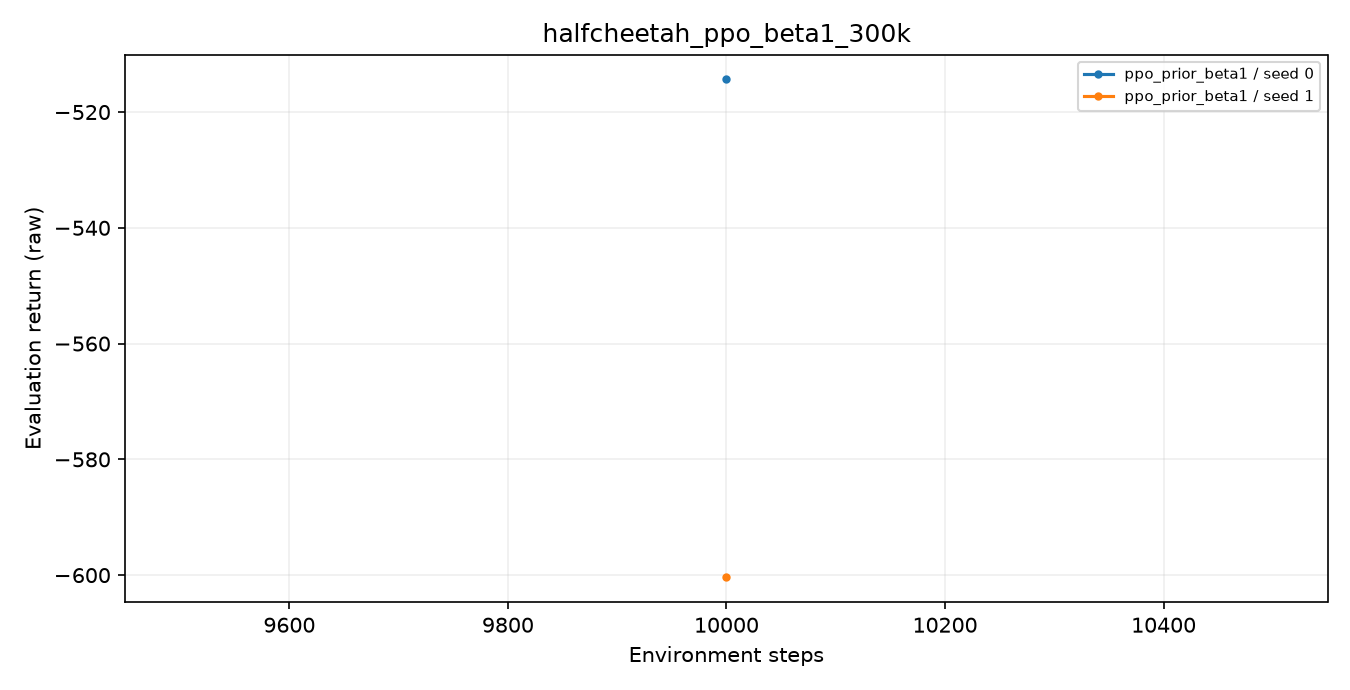 halfcheetah_ppo_beta1_300k
ppo_prior_beta1 / seed 0
ppo_prior_beta1 / seed 1
Evaluation return (raw)
−520
−540
−560
−580
−600
9600
9800
10000
10200
10400
Environment steps